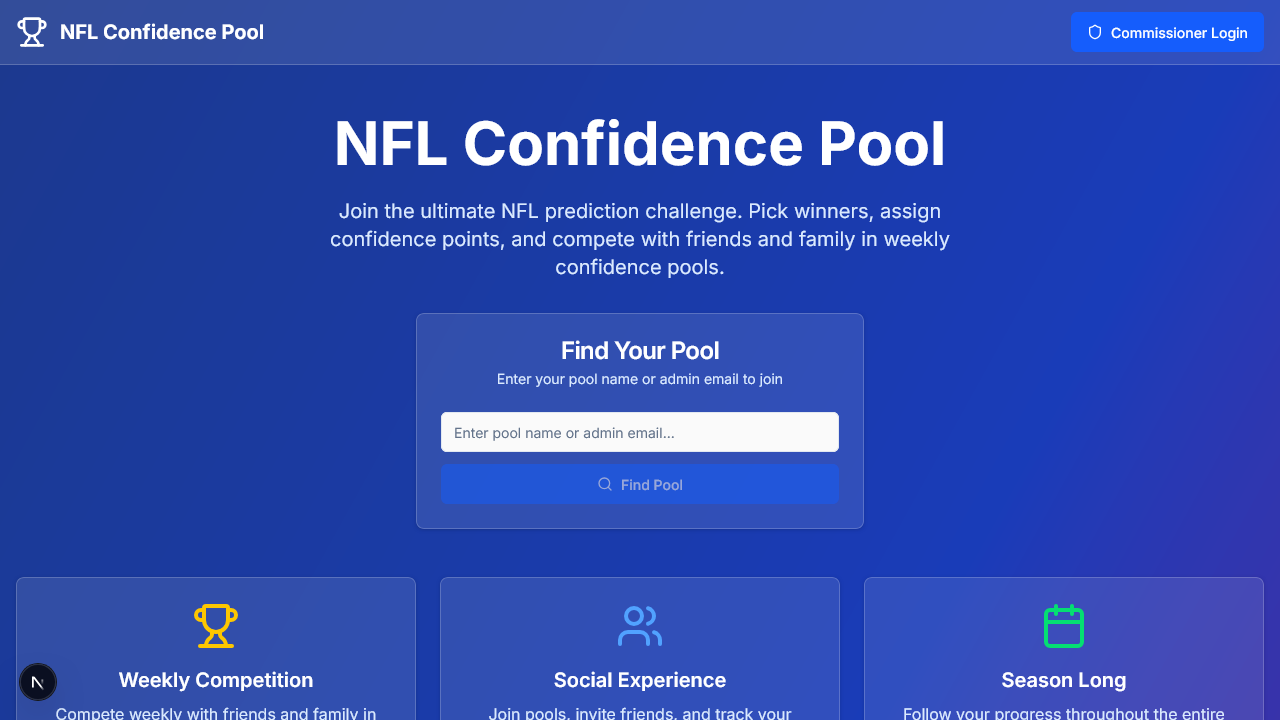 NFL Confidence Pool
Commissioner Login
NFL Confidence Pool
Join the ultimate NFL prediction challenge. Pick winners, assign
confidence points, and compete with friends and family in weekly
confidence pools.
Find Your Pool
Enter your pool name or admin email to join
Enter pool name or admin email...
Find Pool
Weekly Competition
Social Experience
Season Long
Compete weekly with friends and family in
Join pools, invite friends, and track your
Follow your progress throughout the entire
N